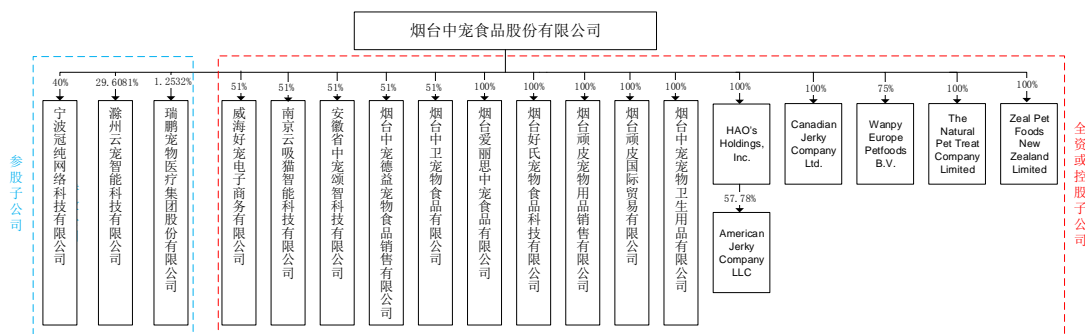 烟台中宠食品股份有限公司
参股子公司
40%
宁波冠纯网络科技有限公司
29.6081%
滁州云宠智能科技有限公司
1.2532%
瑞鹏宠物医疗集团股份有限公司
51%
威海好宠电子商务有限公司
51%
南京云吸猫智能科技有限公司
51%
安徽省中宠颂智科技有限公司
51%
烟台中宠德益宠物食品销售有限公司
51%
烟台中卫宠物食品有限公司
100%
烟台爱丽思中宠食品有限公司
100%
烟台好氏宠物食品科技有限公司
100%
烟台顽皮宠物用品销售有限公司
100%
烟台顽皮国际贸易有限公司
100%
烟台中宠宠物卫生用品有限公司
100%
HAO's
Holdings,
Inc.
57.78%
American
Jerky
Company
LLC
100%
Canadian
Jerky
Company
Ltd.
75%
Wanpy
Europe
Petfoods
B.V.
100%
The
Natural
Pet Treat
Company
Limited
100%
Zeal Pet
Foods
New
Zealand
Limited
全资或控股子公司